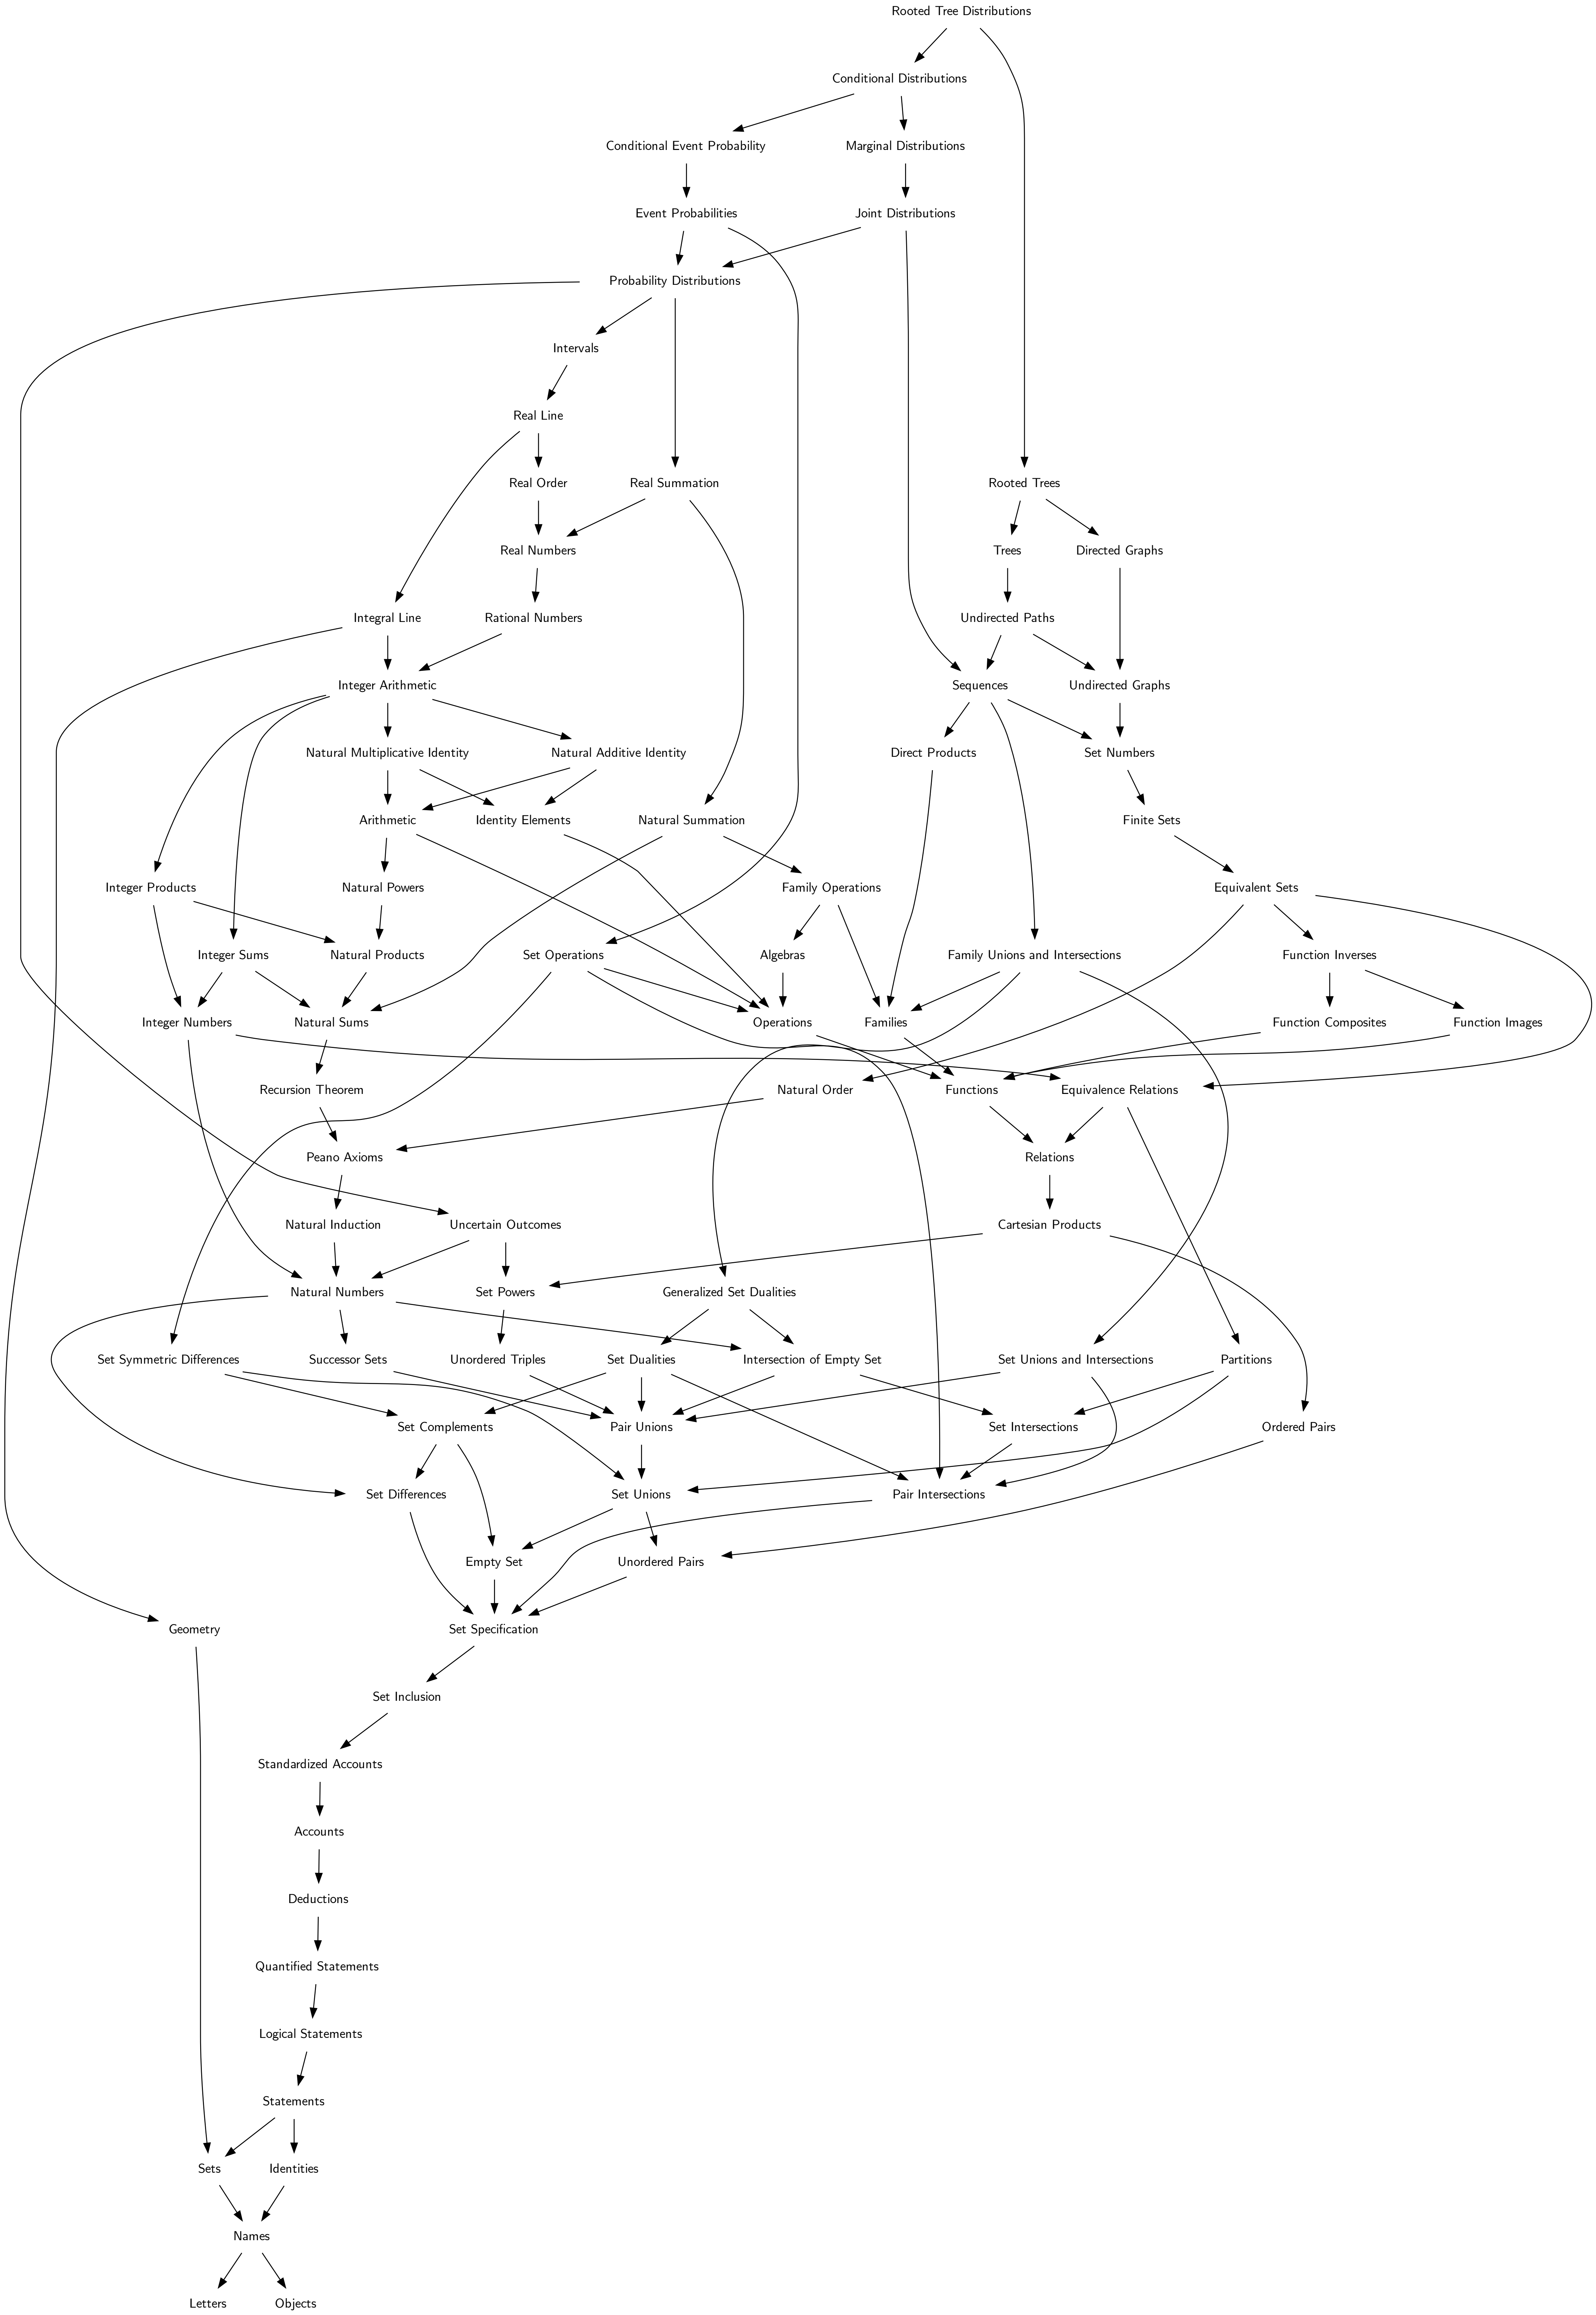 Rooted Tree Distributions
Conditional Distributions
Conditional Event Probability
Marginal Distributions
Event Probabilities
Joint Distributions
Probability Distributions
Intervals
Real Line
Real Order
Real Summation
Rooted Trees
Real Numbers
Trees
Directed Graphs
Integral Line
Rational Numbers
Undirected Paths
Integer Arithmetic
Sequences
Undirected Graphs
Natural Multiplicative Identity
Natural Additive Identity
Direct Products
Set Numbers
Arithmetic
Identity Elements
Natural Summation
Finite Sets
Integer Products
Natural Powers
Family Operations
Equivalent Sets
Integer Sums
Natural Products
Set Operations
Algebras
Family Unions and Intersections
Function Inverses
Integer Numbers
Natural Sums
Operations
Families
Function Composites
Function Images
Recursion Theorem
Natural Order
Functions
Equivalence Relations
Peano Axioms
Relations
Natural Induction
Uncertain Outcomes
Cartesian Products
Natural Numbers
Set Powers
Generalized Set Dualities
Set Symmetric Differences
Successor Sets
Unordered Triples
Set Dualities
Intersection of Empty Set
Set Unions and Intersections
Partitions
Set Complements
Pair Unions
Set Intersections
Ordered Pairs
Set Differences
Set Unions
Pair Intersections
Empty Set
Unordered Pairs
Geometry
Set Specification
Set Inclusion
Standardized Accounts
Accounts
Deductions
Quantified Statements
Logical Statements
Statements
Sets
Identities
Names
Letters
Objects